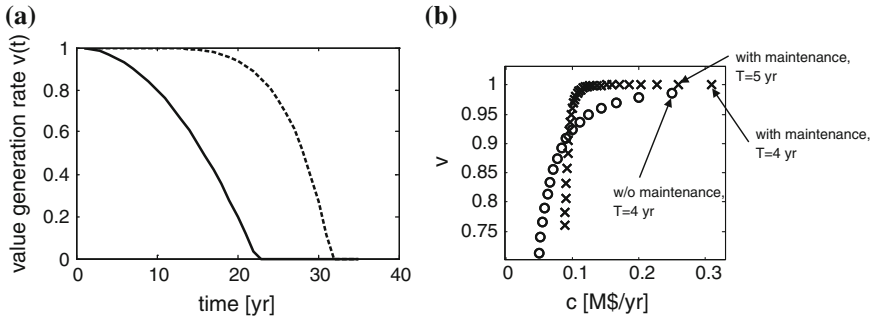 (a)
value generation rate v(t)
1
0.8
0.6
0.4
0.2
0
0 10 20 30 40
time [yr]
(b)
v
1
0.95
0.9
0.85
0.8
0.75
0 0.1 0.2 0.3
c [M$/yr]
with maintenance,
T=5 yr
with maintenance,
T=4 yr
w/o maintenance,
T=4 yr